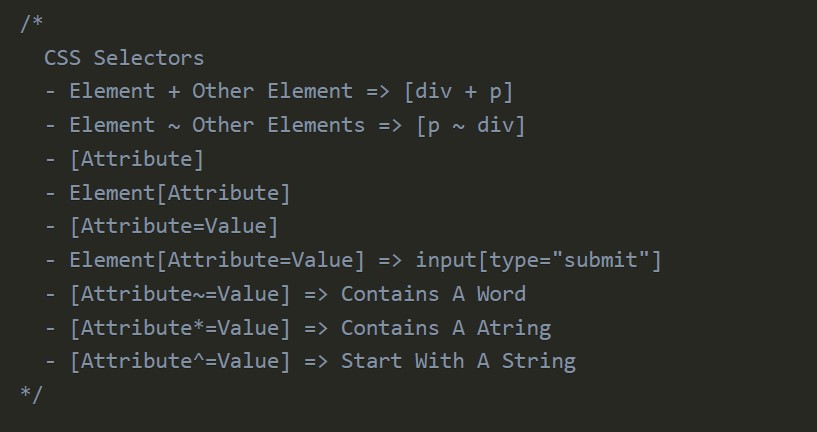 /*
CSS Selectors
- Element + Other Element => [div + p]
- Element ~ Other Elements => [p ~ div]
- [Attribute]
- Element[Attribute]
- [Attribute=Value]
- Element[Attribute=Value] => input[type="submit"]
- [Attribute~=Value] => Contains A Word
- [Attribute*=Value] => Contains A Atring
- [Attribute^=Value] => Start With A String
*/